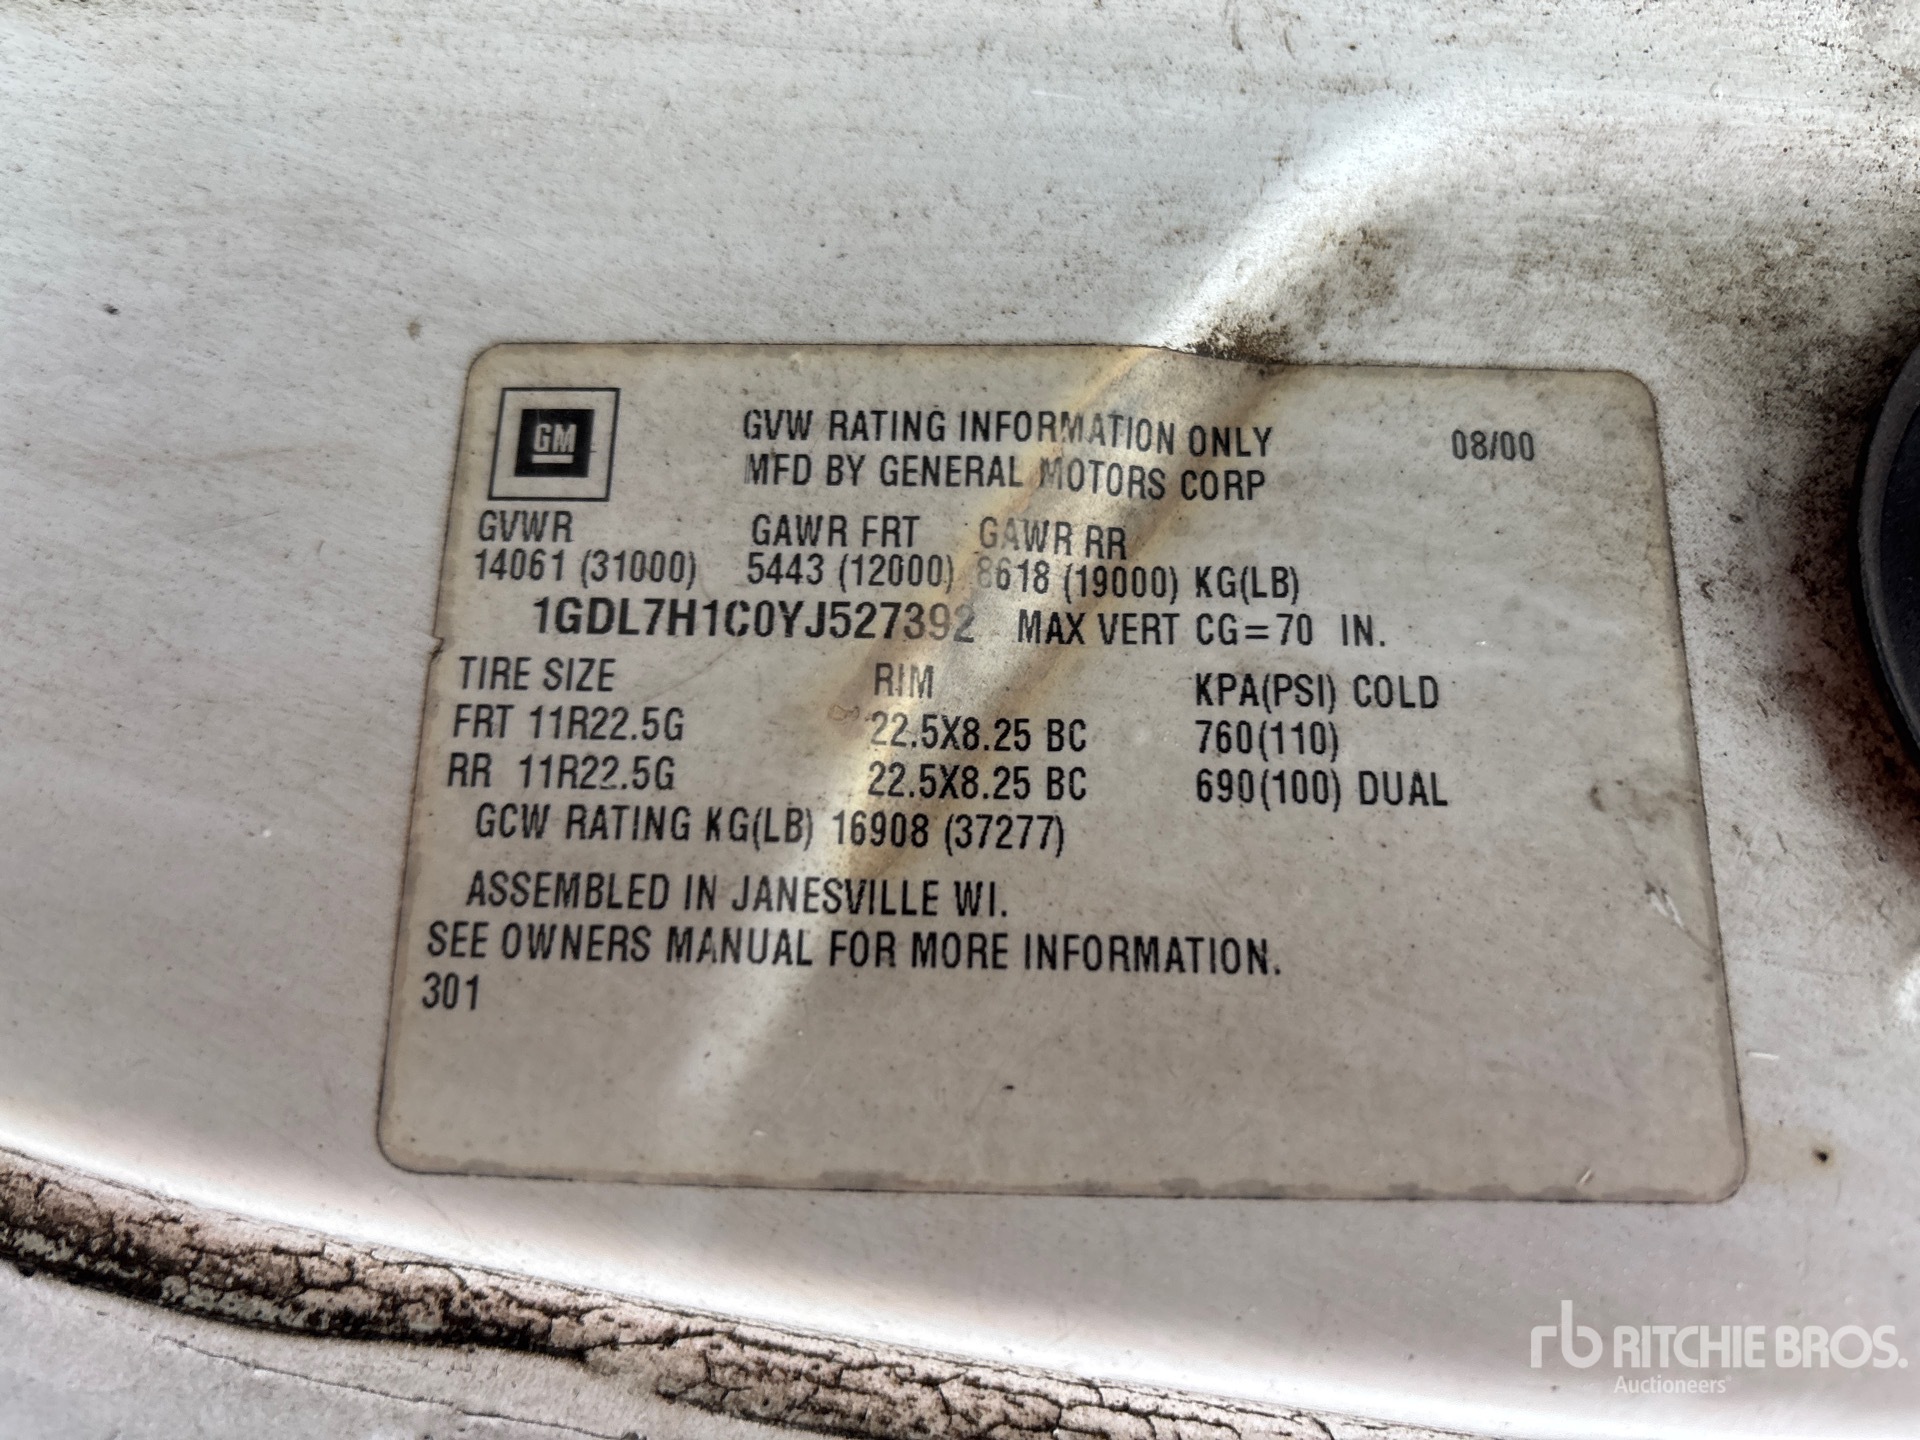 GM
GVW RATING INFORMATION ONLY 08/00
MFD BY GENERAL MOTORS CORP
GVWR GAWR FRT GAWR RR
14061 (31000) 5443 (12000) 8618 (19000) KG(LB)
1GDL7H1C0YJ527392 MAX VERT CG=70 IN.
TIRE SIZE RIM KPA(PSI) COLD
FRT 11R22.5G 22.5X8.25 BC 760(110)
RR 11R22.5G 22.5X8.25 BC 690(100) DUAL
GCW RATING KG(LB) 16908 (37277)
ASSEMBLED IN JANESVILLE WI.
SEE OWNERS MANUAL FOR MORE INFORMATION.
301
rb RITCHIE BROS.
Auctioneers